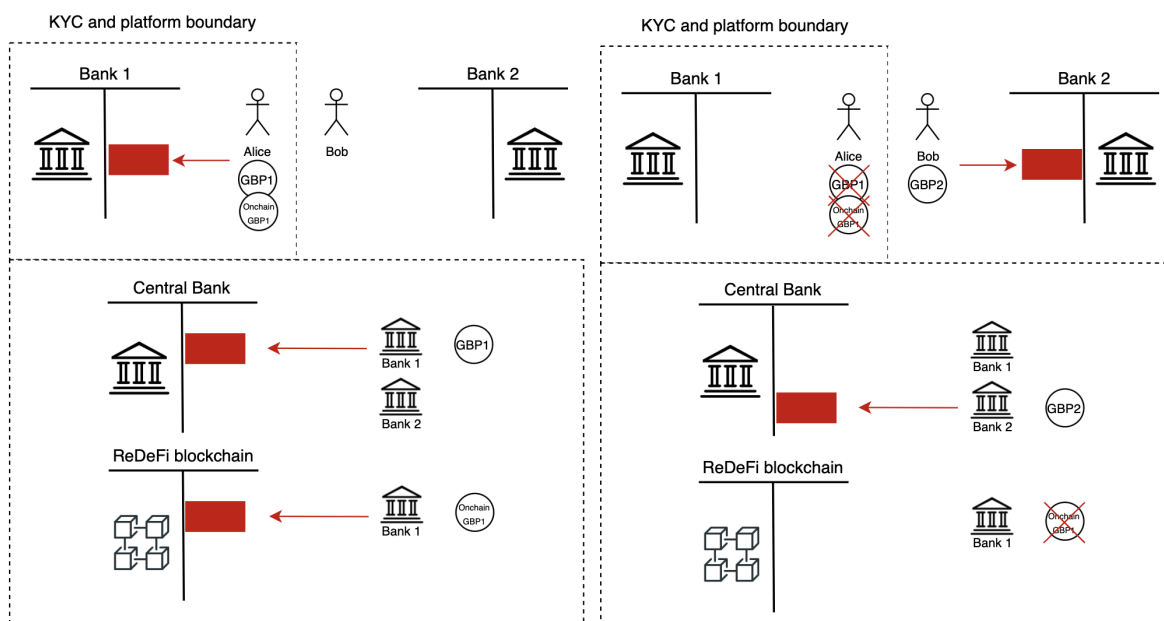 KYC and platform boundary
Bank 1
Bank 2
Alice
Bob
GBP1
Onchain
GBP1
Central Bank
Bank 1
GBP1
Bank 2
ReDeFi blockchain
Bank 1
Onchain
GBP1
KYC and platform boundary
Bank 1
Bank 2
Alice
Bob
GBP1
GBP2
Onchain
GBP1
Central Bank
Bank 1
Bank 2
GBP2
ReDeFi blockchain
Bank 1
Onchain
GBP1